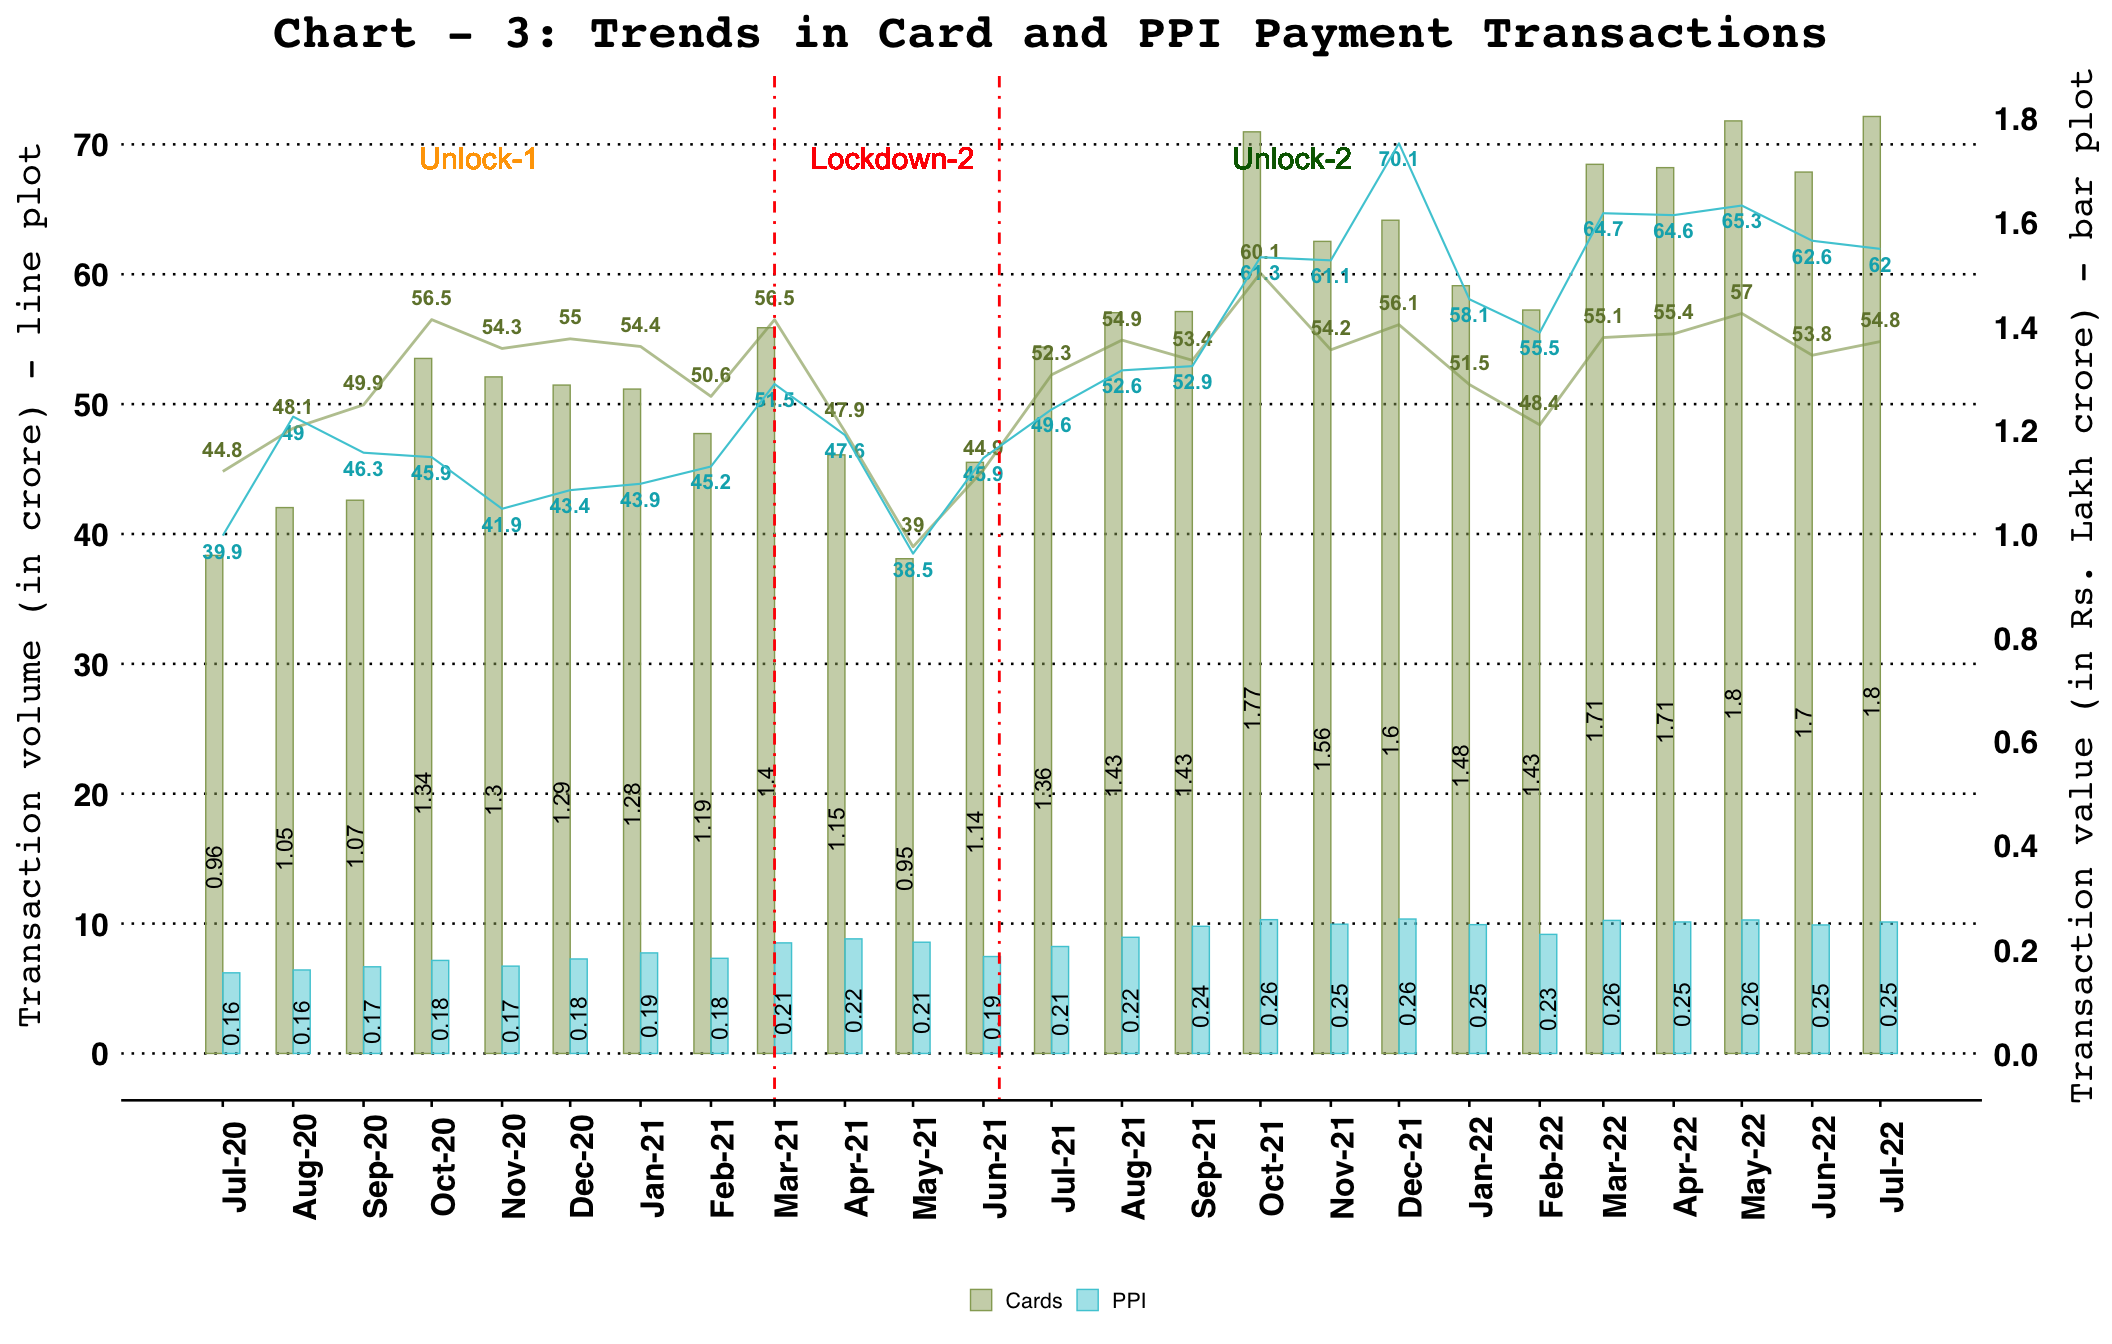 Chart – 3: Trends in Card and PPI Payment Transactions
Transaction volume (in crore) – line plot
Transaction value (in Rs. Lakh crore) – bar plot
Unlock-1
Lockdown-2
Unlock-2
70
60
50
40
30
20
10
0
1.8
1.6
1.4
1.2
1.0
0.8
0.6
0.4
0.2
0.0
44.8 48.1 49.9 56.5 54.3 55 54.4 50.6 56.5 47.9 39 44.9 52.3 54.9 53.4 60.1 54.2 56.1 51.5 48.4 55.1 55.4 57 53.8 54.8
39.9 49 46.3 45.9 41.9 43.4 43.9 45.2 51.5 47.6 38.5 45.9 49.6 52.6 52.9 61.3 61.1 70.1 58.1 55.5 64.7 64.6 65.3 62.6 62
0.96 1.05 1.07 1.34 1.3 1.29 1.28 1.19 1.4 1.15 0.95 1.14 1.36 1.43 1.43 1.77 1.56 1.6 1.48 1.43 1.71 1.71 1.8 1.7 1.8
0.16 0.16 0.17 0.18 0.17 0.18 0.19 0.18 0.21 0.22 0.21 0.19 0.21 0.22 0.24 0.26 0.25 0.26 0.25 0.23 0.26 0.25 0.26 0.25 0.25
Jul-20 Aug-20 Sep-20 Oct-20 Nov-20 Dec-20 Jan-21 Feb-21 Mar-21 Apr-21 May-21 Jun-21 Jul-21 Aug-21 Sep-21 Oct-21 Nov-21 Dec-21 Jan-22 Feb-22 Mar-22 Apr-22 May-22 Jun-22 Jul-22
Cards PPI